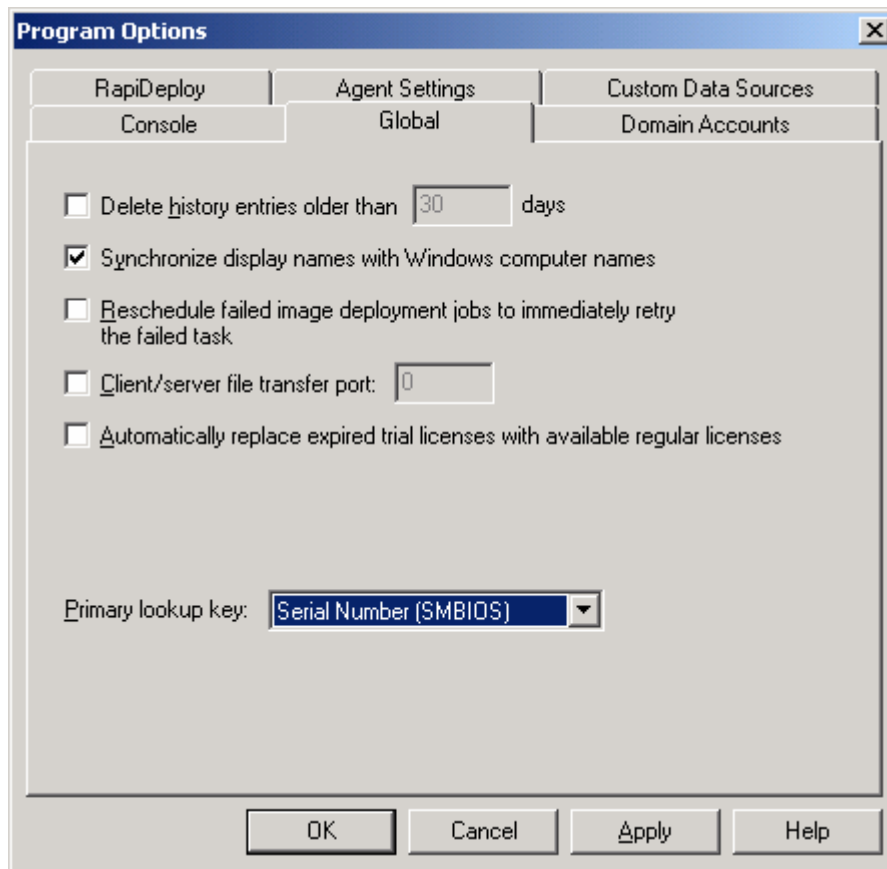 Program Options
RapiDeploy Agent Settings Custom Data Sources
Console Global Domain Accounts
Delete history entries older than 30 days
Synchronize display names with Windows computer names
Reschedule failed image deployment jobs to immediately retry
the failed task
Client/server file transfer port: 0
Automatically replace expired trial licenses with available regular licenses
Primary lookup key: Serial Number (SMBIOS)
OK Cancel Apply Help